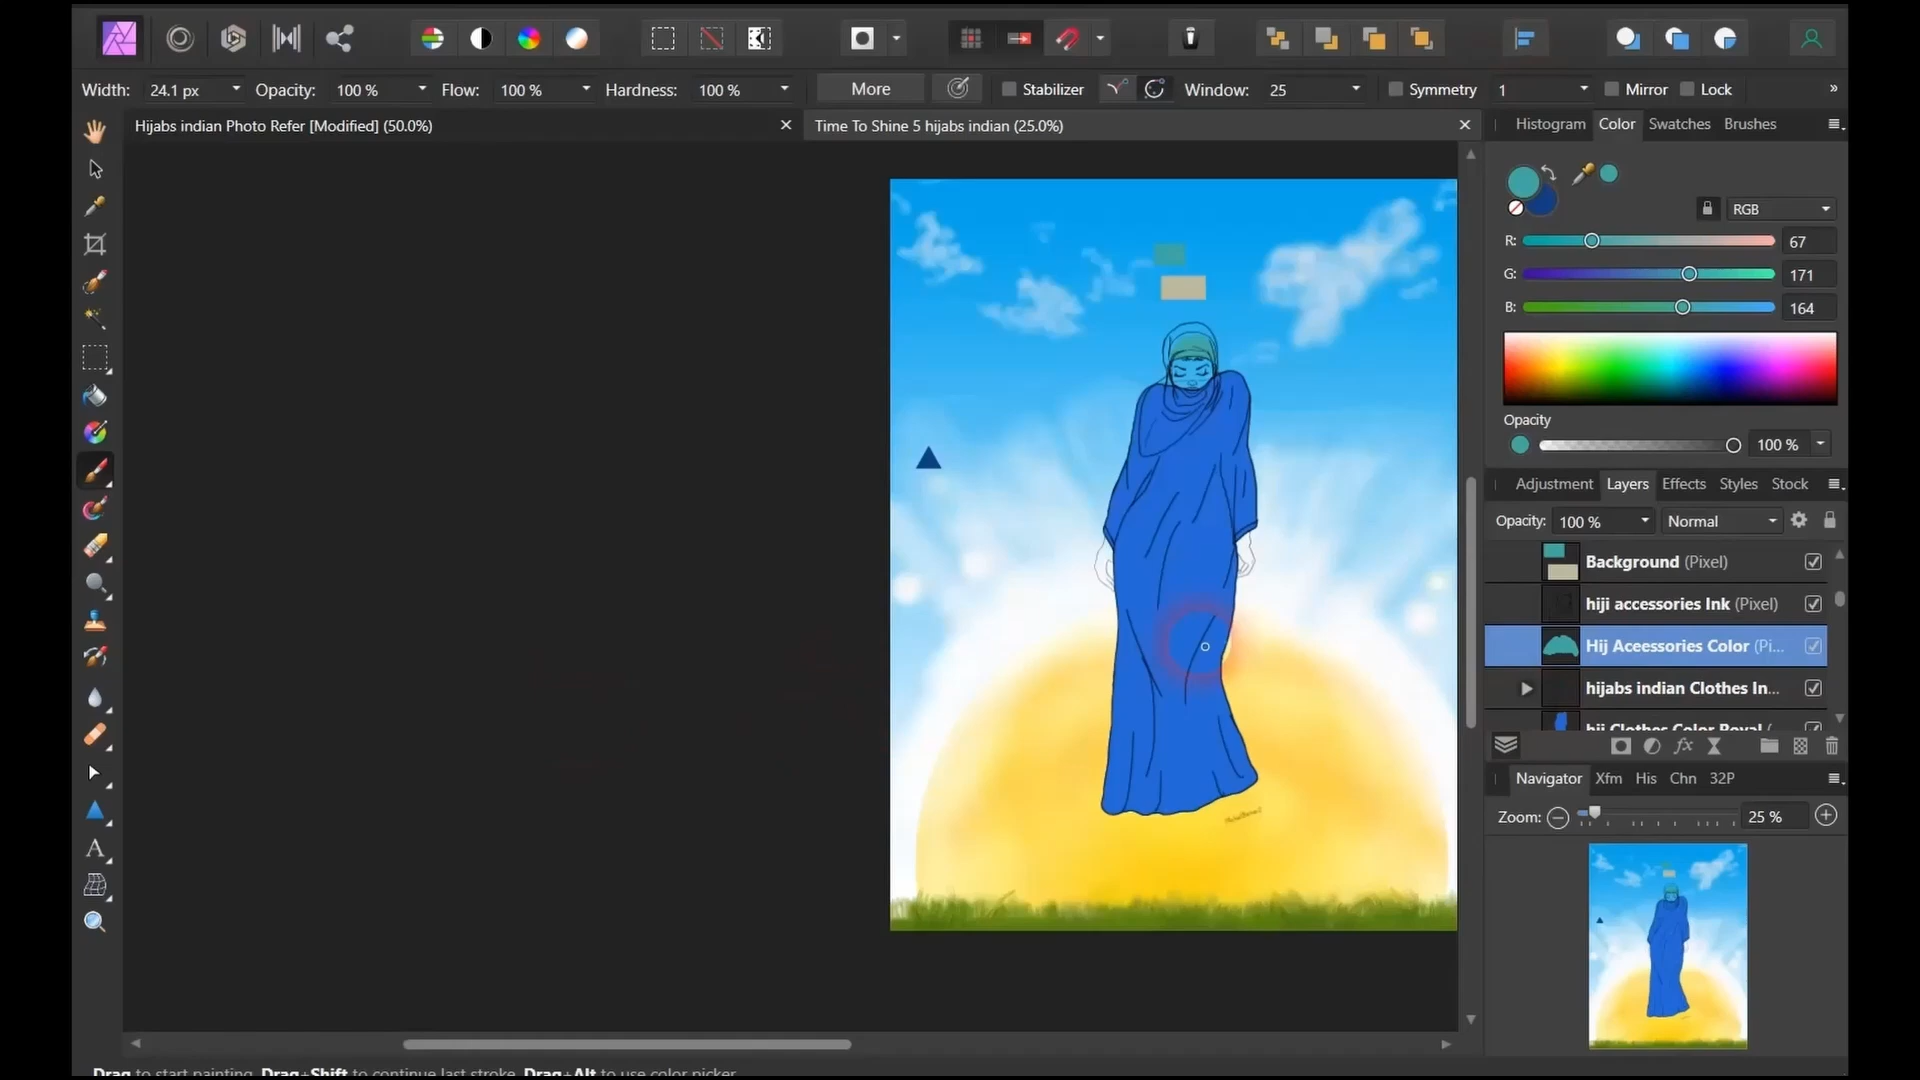 Width: 24.1 px Opacity: 100 % Flow: 100 % Hardness: 100 % More Stabilizer Window: 25 Symmetry 1 Mirror Lock »
Hijabs indian Photo Refer [Modified] (50.0%)
Time To Shine 5 hijabs indian (25.0%)
Histogram Color Swatches Brushes
RGB
R: 67
G: 171
B: 164
Opacity
100 %
Adjustment Layers Effects Styles Stock
Opacity: 100 % Normal
Background (Pixel)
hiji accessories Ink (Pixel)
Hij Aceessories Color (Pi...
hijabs indian Clothes In...
hij Clothes Color Royal (
Navigator Xfm His Chn 32P
Zoom: 25 %
Drag to start painting. Drag+Shift to continue last stroke. Drag+Alt to use color picker.